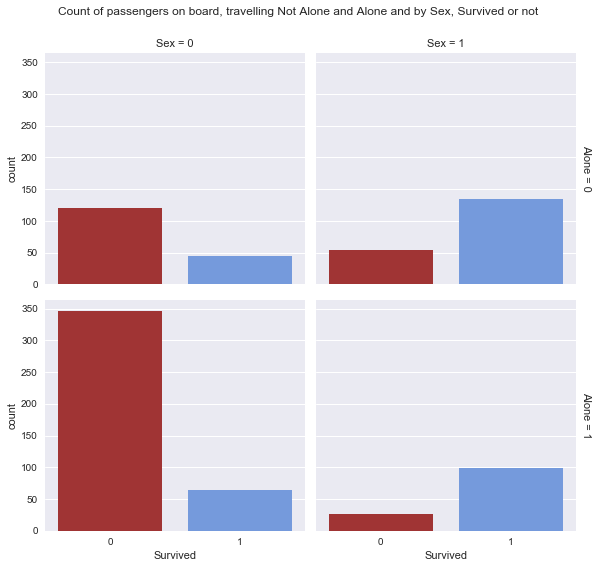 Count of passengers on board, travelling Not Alone and Alone and by Sex, Survived or not
Sex = 0
Sex = 1
350
300
250
200
150
100
50
0
count
Alone = 0
350
300
250
200
150
100
50
0
count
Alone = 1
0 1
0 1
Survived
Survived